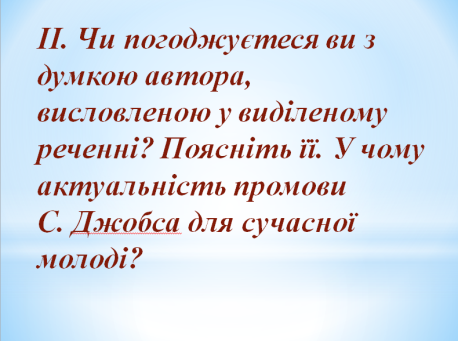 ІІ. Чи погоджуєтеся ви з
думкою автора,
висловленою у виділеному
реченні? Поясніть її. У чому
актуальність промови
С. Джобса для сучасної
молоді?